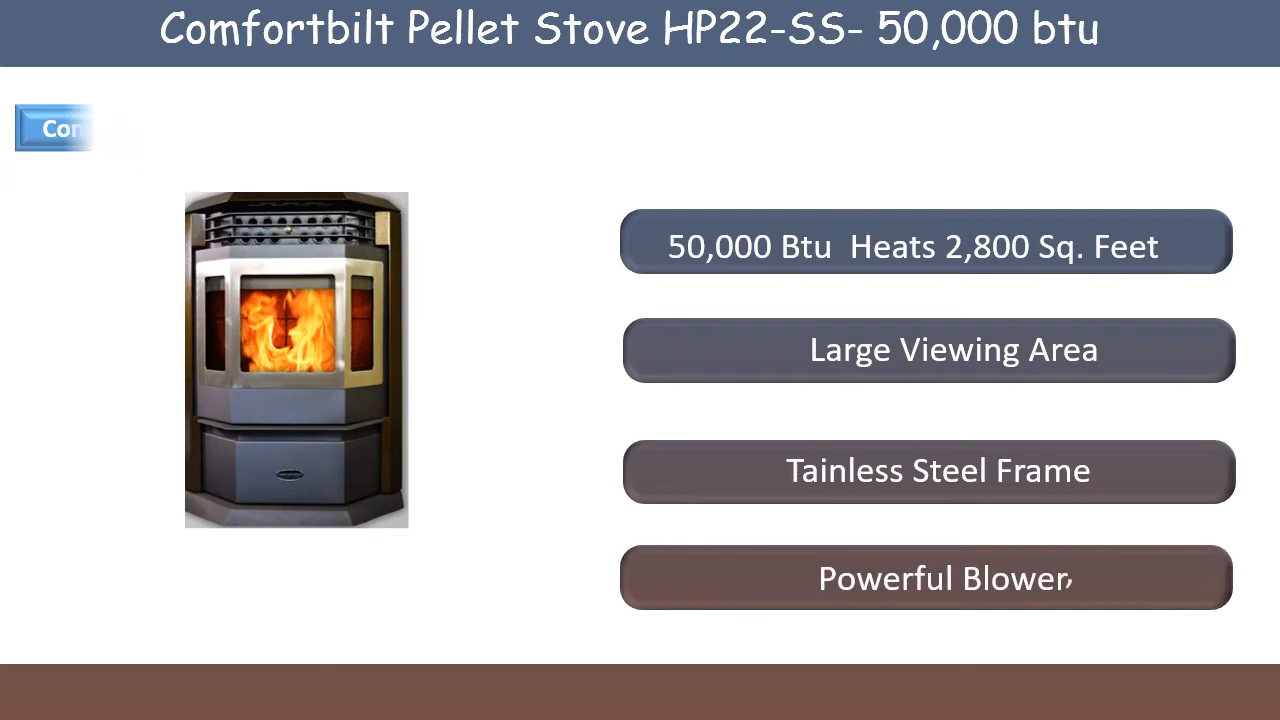 Comfortbilt Pellet Stove HP22-SS- 50,000 btu
50,000 Btu Heats 2,800 Sq. Feet
Large Viewing Area
Tainless Steel Frame
Powerful Blower,